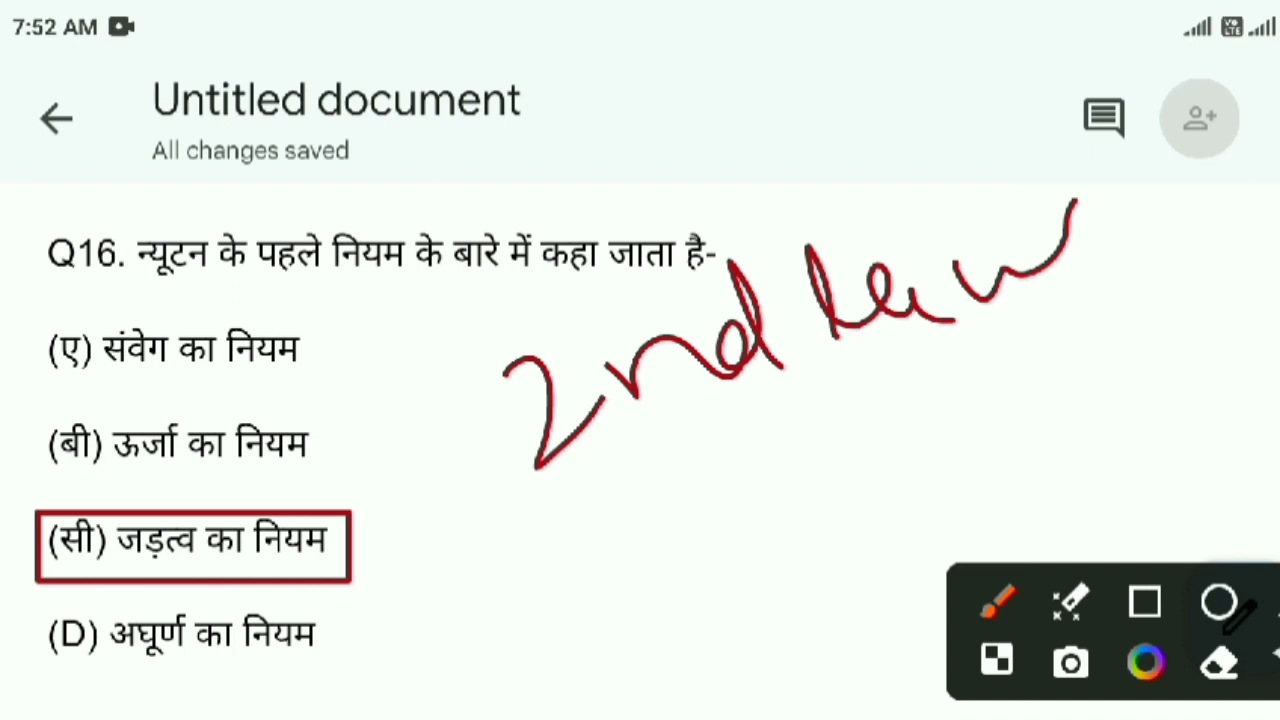 7:52 AM
Untitled document
All changes saved
Q16. न्यूटन के पहले नियम के बारे में कहा जाता है-
2nd law
(ए) संवेग का नियम
(बी) ऊर्जा का नियम
(सी) जड़त्व का नियम
(D) अघूर्ण का नियम